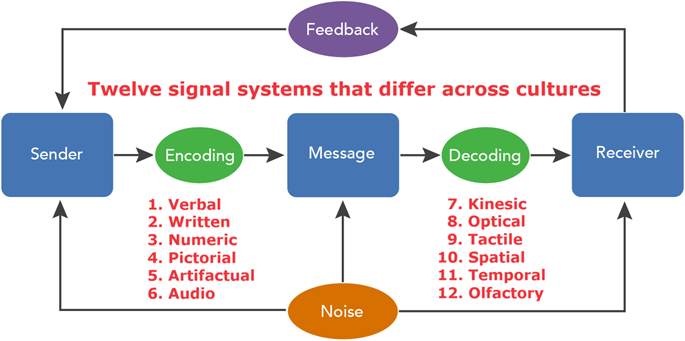 Feedback
Twelve signal systems that differ across cultures
Sender
Encoding
Message
Decoding
Receiver
1. Verbal
2. Written
3. Numeric
4. Pictorial
5. Artifactual
6. Audio
7. Kinesic
8. Optical
9. Tactile
10. Spatial
11. Temporal
12. Olfactory
Noise